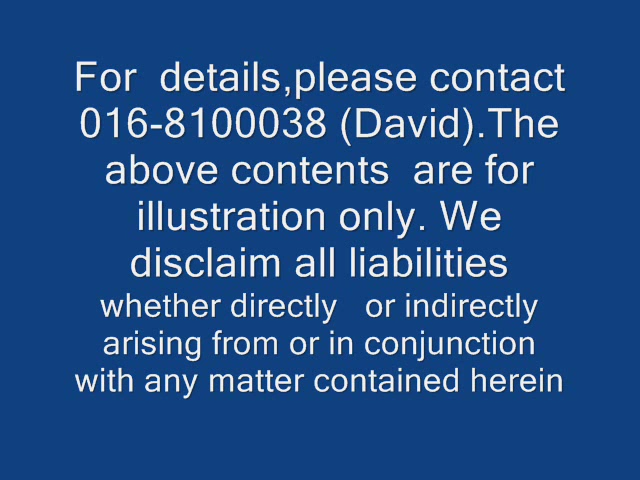 For  details,please contact
016-8100038 (David).The
above contents  are for
illustration only. We
disclaim all liabilities
whether directly   or indirectly
arising from or in conjunction
with any matter contained herein